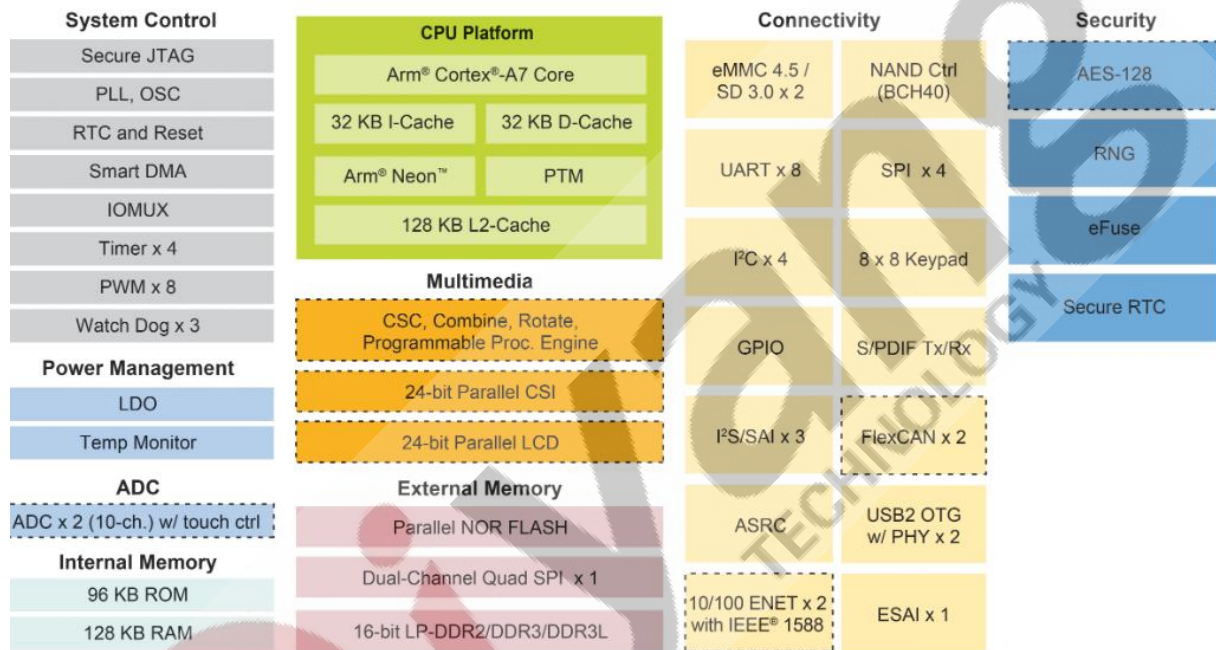 System Control
Secure JTAG
PLL, OSC
RTC and Reset
Smart DMA
IOMUX
Timer x 4
PWM x 8
Watch Dog x 3
Power Management
LDO
Temp Monitor
ADC
ADC x 2 (10-ch.) w/ touch ctrl
Internal Memory
96 KB ROM
128 KB RAM
CPU Platform
Arm® Cortex®-A7 Core
32 KB I-Cache
32 KB D-Cache
Arm® Neon™
PTM
128 KB L2-Cache
Multimedia
CSC, Combine, Rotate,
Programmable Proc. Engine
24-bit Parallel CSI
24-bit Parallel LCD
External Memory
Parallel NOR FLASH
Dual-Channel Quad SPI x 1
16-bit LP-DDR2/DDR3/DDR3L
Connectivity
eMMC 4.5 /
SD 3.0 x 2
NAND Ctrl
(BCH40)
UART x 8
SPI x 4
I²C x 4
8 x 8 Keypad
GPIO
S/PDIF Tx/Rx
I²S/SAI x 3
FlexCAN x 2
ASRC
USB2 OTG
w/ PHY x 2
10/100 ENET x 2
with IEEE® 1588
ESAI x 1
Security
AES-128
RNG
eFuse
Secure RTC
TECHNOLOGY